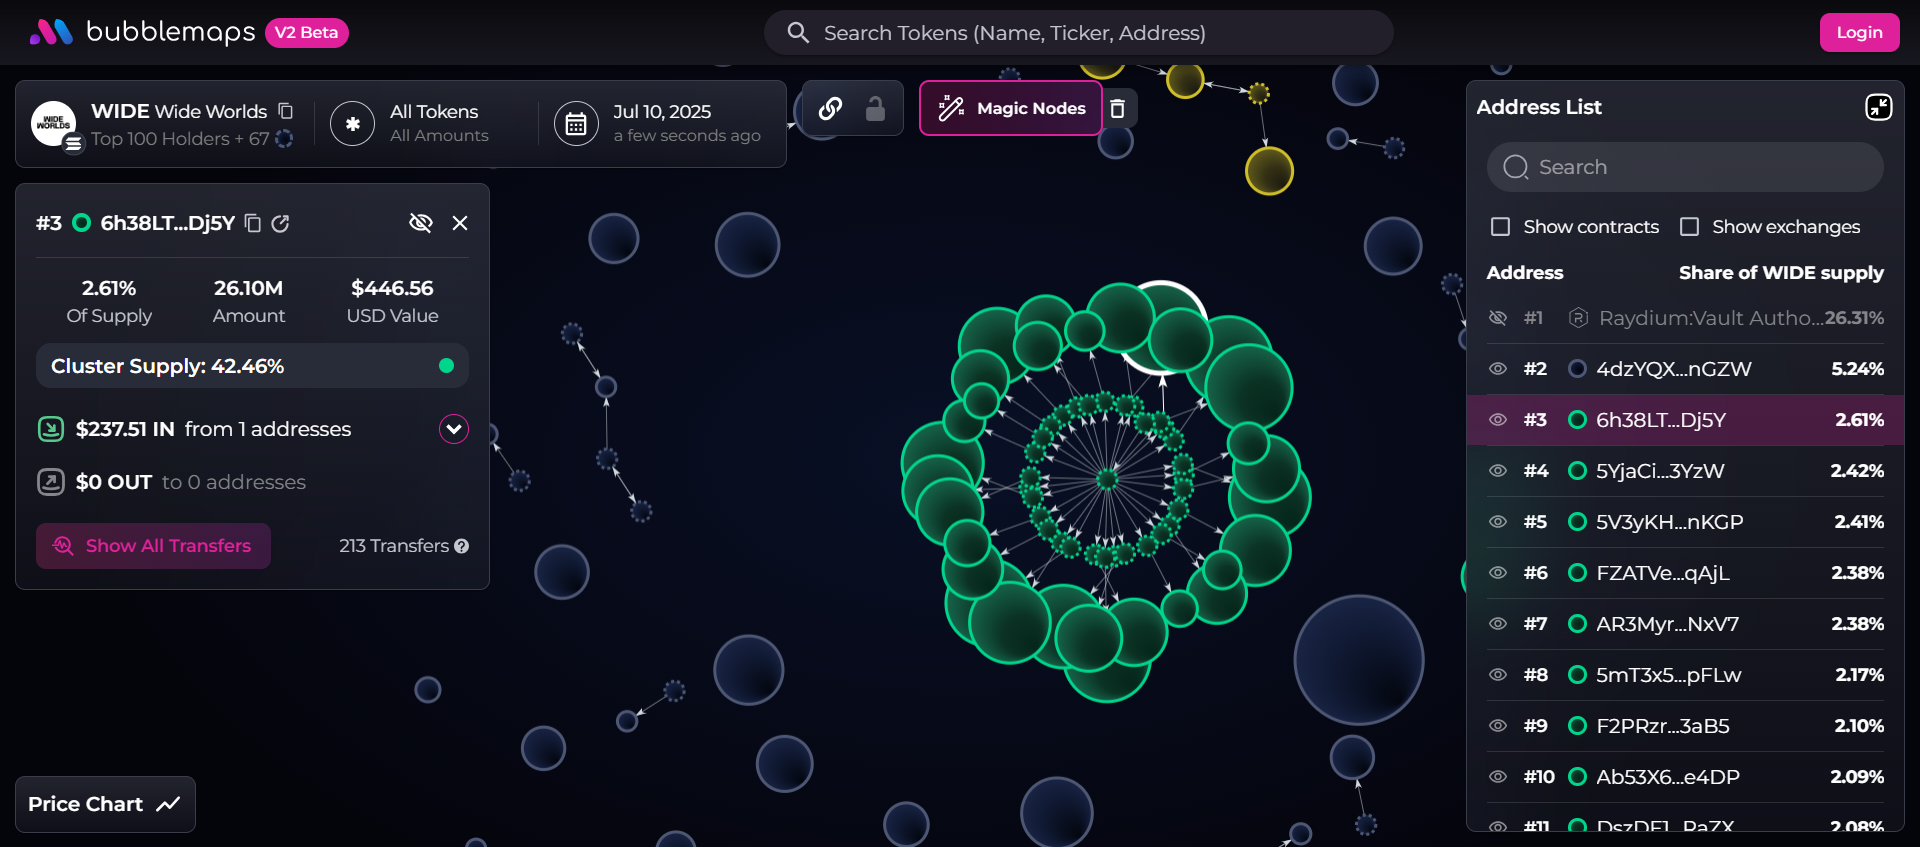 bubblemaps V2 Beta
Search Tokens (Name, Ticker, Address)
Login
WIDE WORLDS
WIDE Wide Worlds
Top 100 Holders + 67
All Tokens
All Amounts
Jul 10, 2025
a few seconds ago
Magic Nodes
#3 6h38LT...Dj5Y
2.61% 26.10M $446.56
Of Supply Amount USD Value
Cluster Supply: 42.46%
$237.51 IN from 1 addresses
$0 OUT to 0 addresses
Show All Transfers 213 Transfers ?
Price Chart
Address List
Search
Show contracts Show exchanges
Address Share of WIDE supply
#1 Raydium:Vault Autho... 26.31%
#2 4dzYQX...nGZW 5.24%
#3 6h38LT...Dj5Y 2.61%
#4 5YjaCi...3YzW 2.42%
#5 5V3yKH...nKGP 2.41%
#6 FZATVe...qAjL 2.38%
#7 AR3Myr...NxV7 2.38%
#8 5mT3x5...pFLw 2.17%
#9 F2PRzr...3aB5 2.10%
#10 Ab53X6...e4DP 2.09%
#11 2.08%